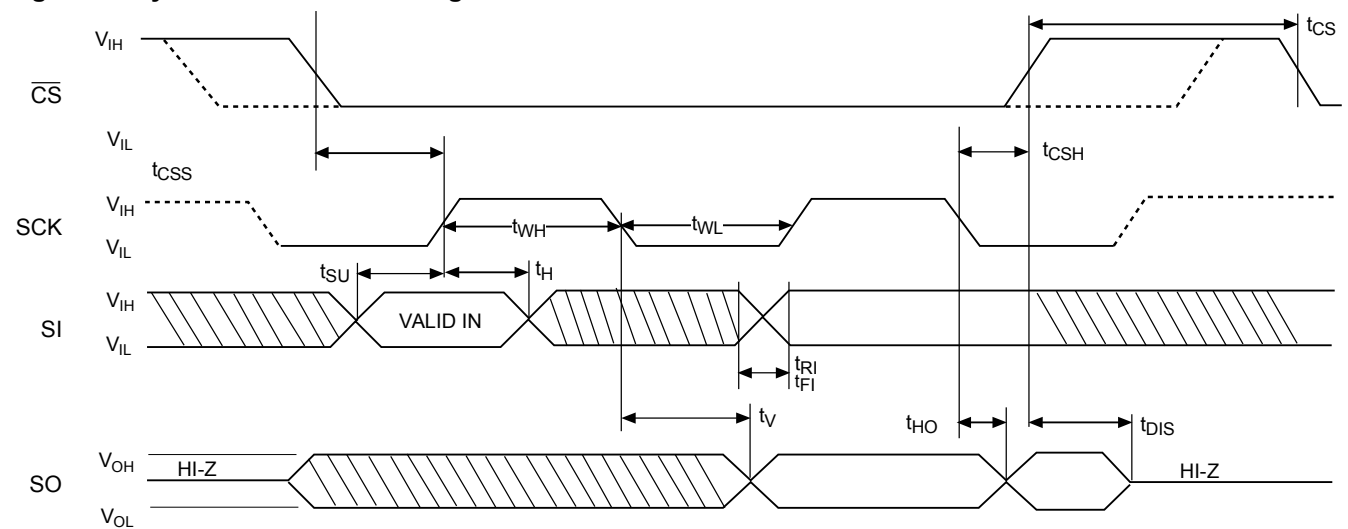 V_IH
t_CS
CS
V_IL
t_CSH
t_CSS
V_IH
SCK
t_WH
t_WL
V_IL
t_SU
t_H
V_IH
SI
VALID IN
V_IL
t_RI
t_FI
t_V
t_HO
t_DIS
V_OH
HI-Z
HI-Z
SO
V_OL